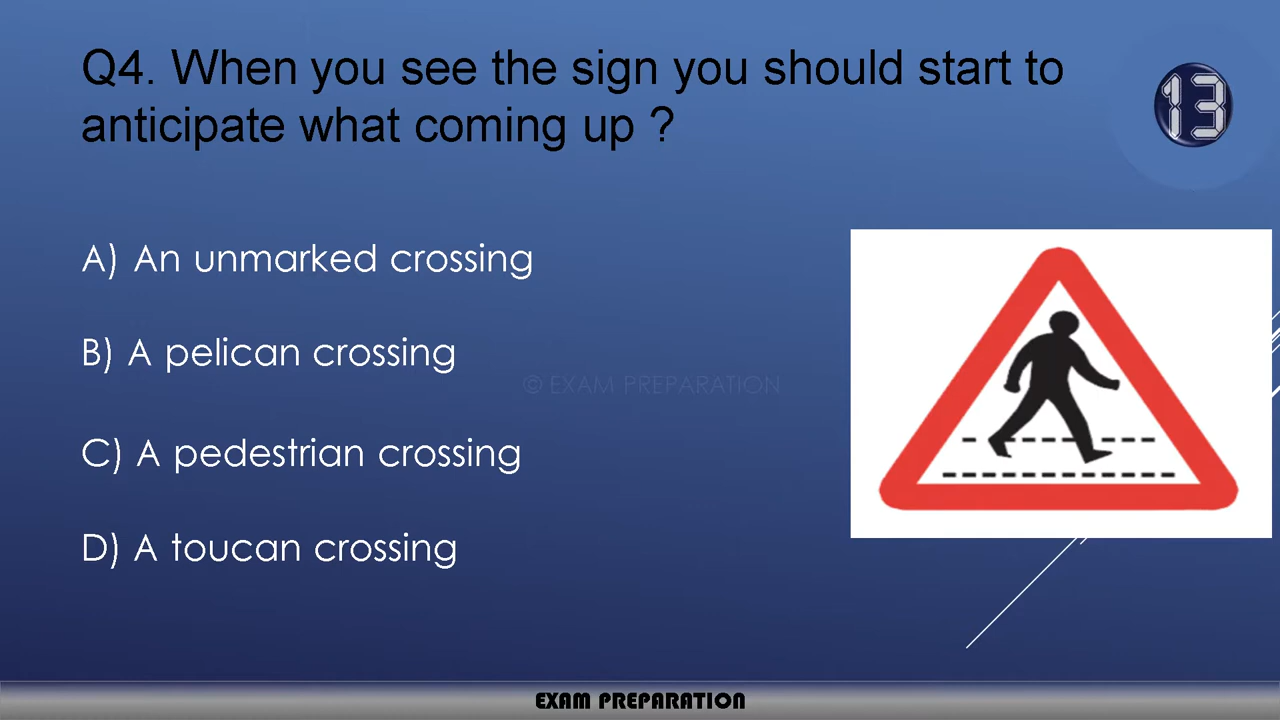 Q4. When you see the sign you should start to
anticipate what coming up ?
13
A) An unmarked crossing
B) A pelican crossing
© EXAM PREPARATION
C) A pedestrian crossing
D) A toucan crossing
EXAM PREPARATION